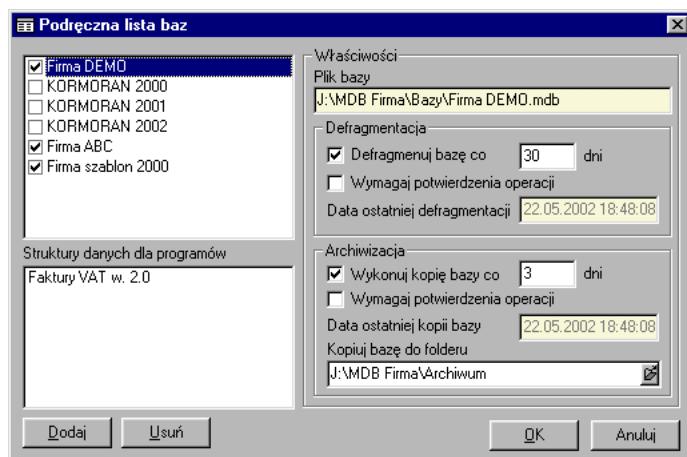 Podręczna lista baz
Firma DEMO
KORMORAN 2000
KORMORAN 2001
KORMORAN 2002
Firma ABC
Firma szablon 2000
Struktury danych dla programów
Faktury VAT w. 2.0
Dodaj
Usuń
Właściwości
Plik bazy
J:\MDB Firma\Bazy\Firma DEMO.mdb
Defragmentacja
Defragmenuj bazę co 30 dni
Wymagaj potwierdzenia operacji
Data ostatniej defragmentacji 22.05.2002 18:48:08
Archiwizacja
Wykonuj kopię bazy co 3 dni
Wymagaj potwierdzenia operacji
Data ostatniej kopii bazy 22.05.2002 18:48:08
Kopiuj bazę do folderu
J:\MDB Firma\Archiwum
OK
Anuluj